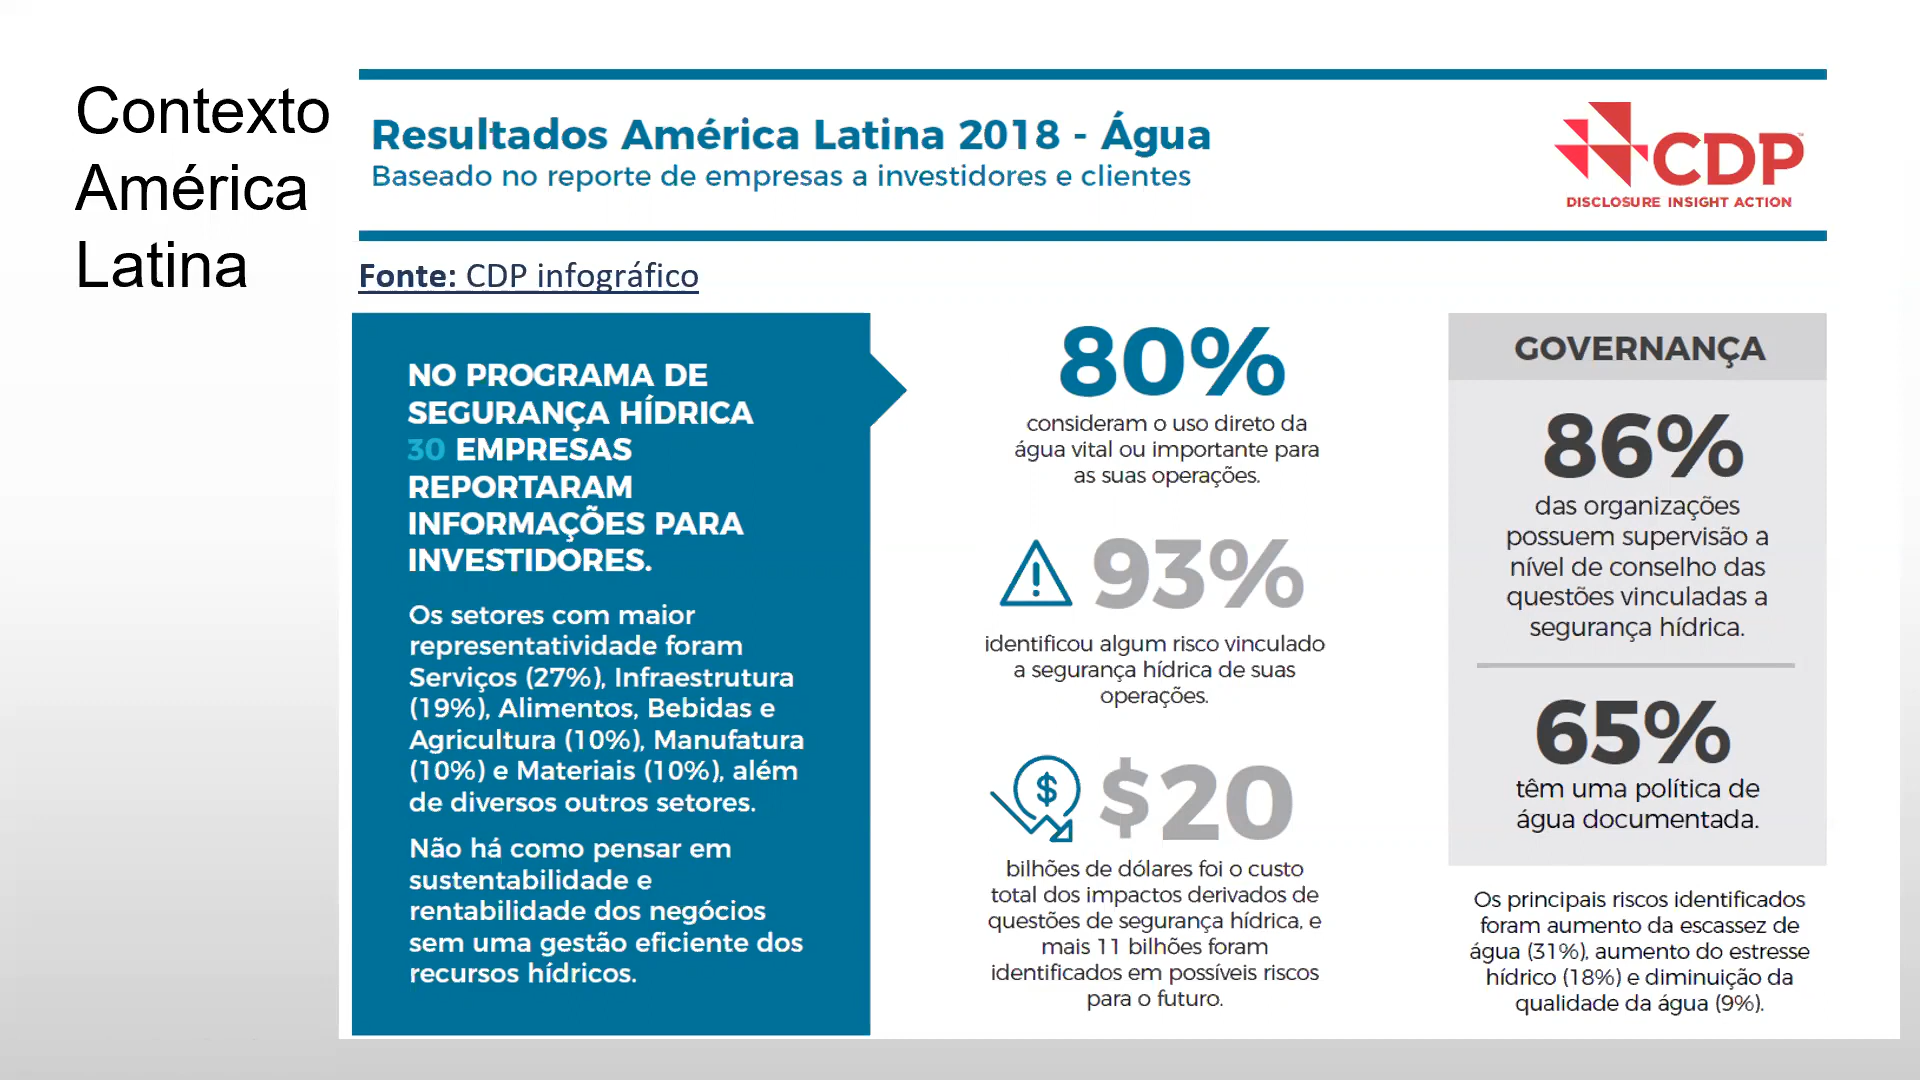 Contexto
América
Latina
Resultados América Latina 2018 - Água
Baseado no reporte de empresas a investidores e clientes
CDP™
DISCLOSURE INSIGHT ACTION
Fonte: CDP infográfico
NO PROGRAMA DE
SEGURANÇA HÍDRICA
30 EMPRESAS
REPORTARAM
INFORMAÇÕES PARA
INVESTIDORES.
Os setores com maior
representatividade foram
Serviços (27%), Infraestrutura
(19%), Alimentos, Bebidas e
Agricultura (10%), Manufatura
(10%) e Materiais (10%), além
de diversos outros setores.
Não há como pensar em
sustentabilidade e
rentabilidade dos negócios
sem uma gestão eficiente dos
recursos hídricos.
80%
consideram o uso direto da
água vital ou importante para
as suas operações.
93%
identificou algum risco vinculado
a segurança hídrica de suas
operações.
$20
bilhões de dólares foi o custo
total dos impactos derivados de
questões de segurança hídrica, e
mais 11 bilhões foram
identificados em possíveis riscos
para o futuro.
GOVERNANÇA
86%
das organizações
possuem supervisão a
nível de conselho das
questões vinculadas a
segurança hídrica.
65%
têm uma política de
água documentada.
Os principais riscos identificados
foram aumento da escassez de
água (31%), aumento do estresse
hídrico (18%) e diminuição da
qualidade da água (9%).